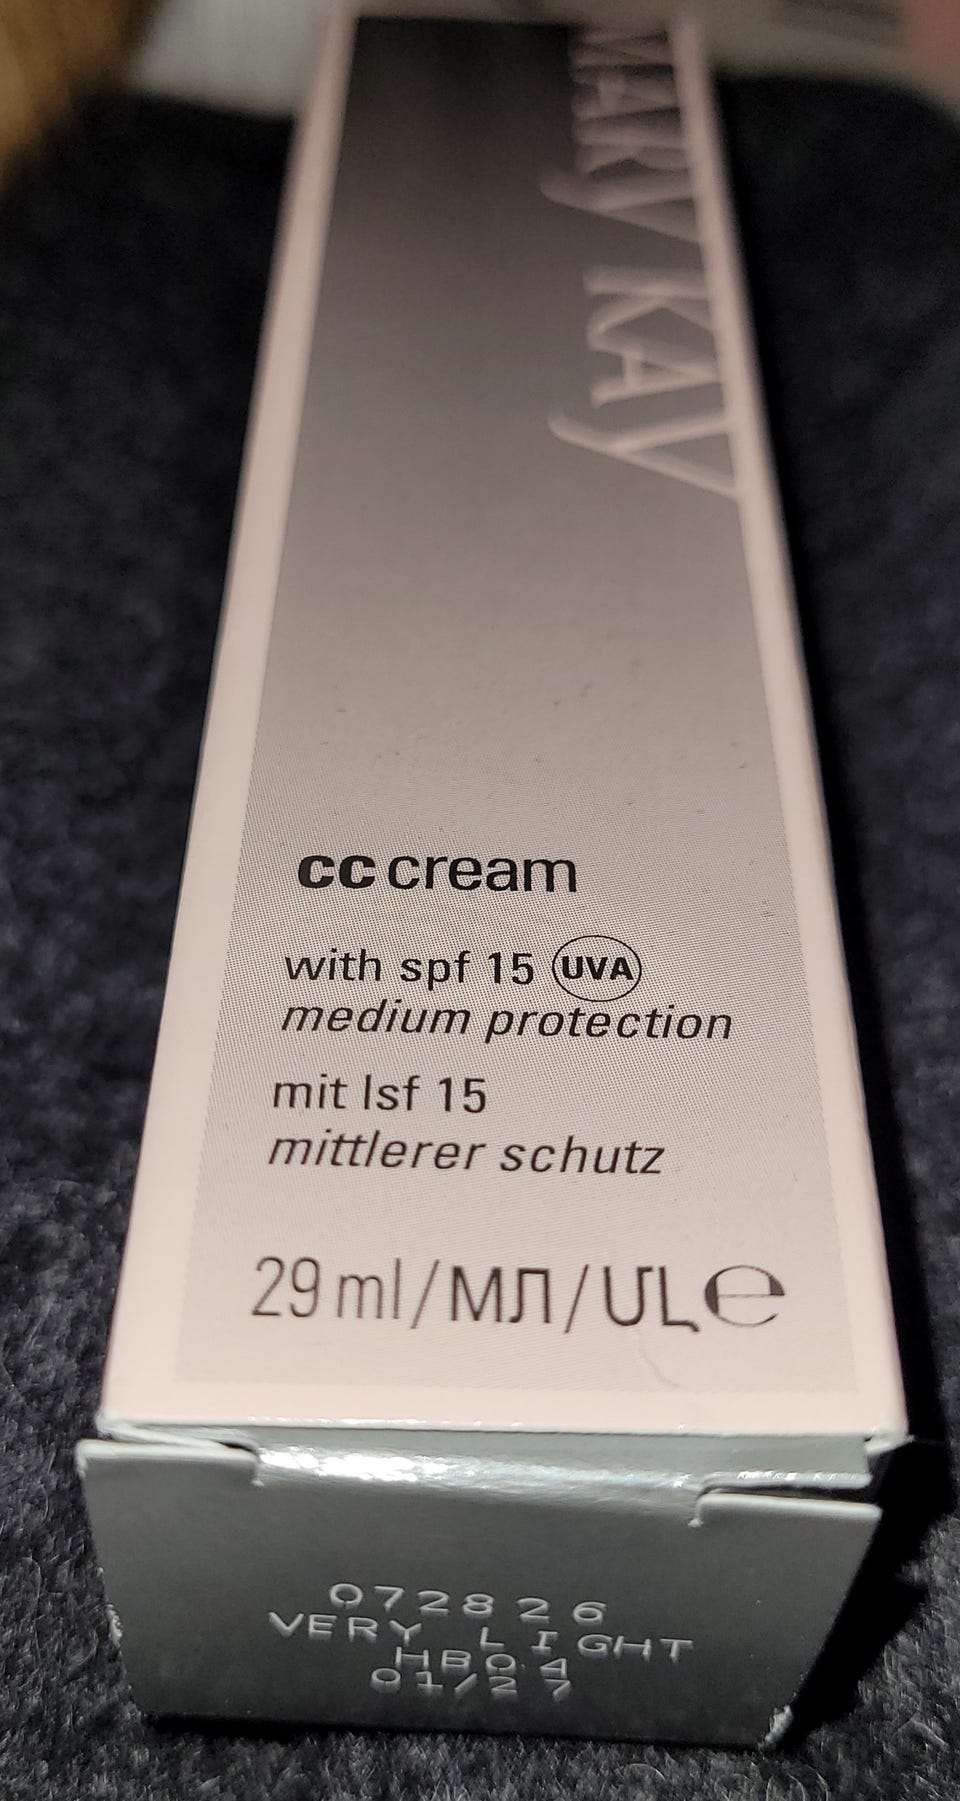 MARY KAY
cc cream
with spf 15 UVA
medium protection
mit lsf 15
mittlerer schutz
29 ml/МЛ/ՄԼ ℮
072826
VERY LIGHT
HB04
01/27